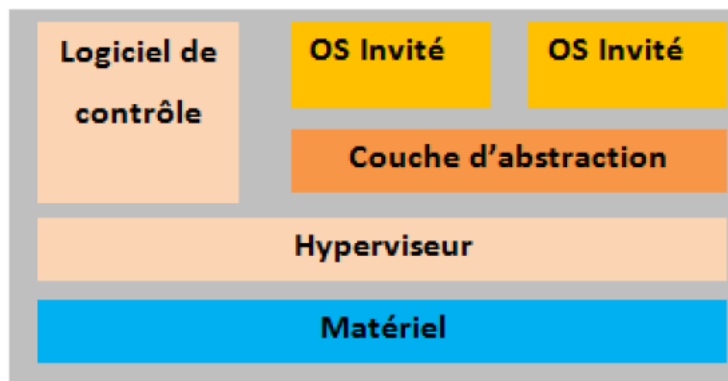 Logiciel de
contrôle
OS Invité
OS Invité
Couche d'abstraction
Hyperviseur
Matériel